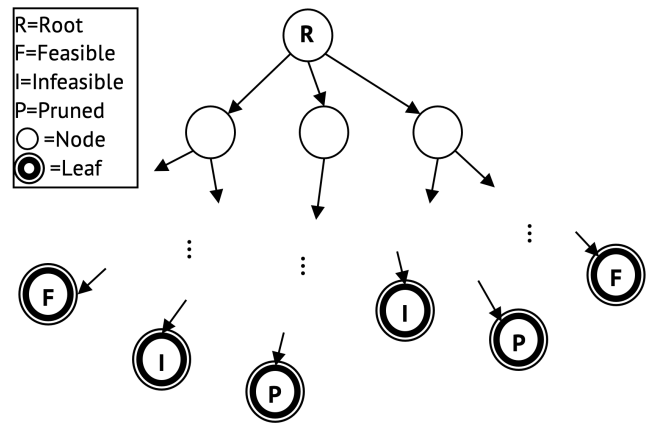 R=Root
F=Feasible
I=Infeasible
P=Pruned
=Node
=Leaf
R
F
I
P
I
P
F